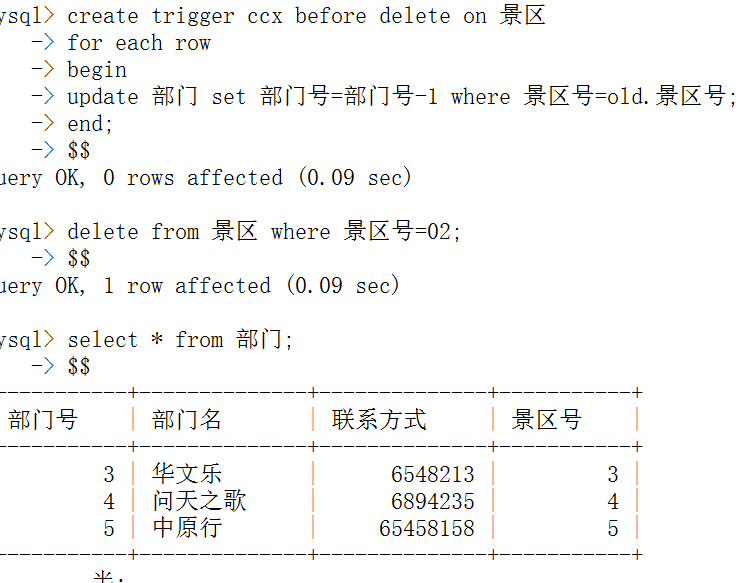 ysql> create trigger ccx before delete on 景区
-> for each row
-> begin
-> update 部门 set 部门号=部门号-1 where 景区号=old.景区号;
-> end;
-> $$
uery OK, 0 rows affected (0.09 sec)
ysql> delete from 景区 where 景区号=02;
-> $$
uery OK, 1 row affected (0.09 sec)
ysql> select * from 部门;
-> $$
-----------+--------------+--------------+-----------+
部门号 | 部门名 | 联系方式 | 景区号 |
-----------+--------------+--------------+-----------+
3 | 华文乐 | 6548213 | 3 |
4 | 问天之歌 | 6894235 | 4 |
5 | 中原行 | 65458158 | 5 |
-----------+--------------+--------------+-----------+